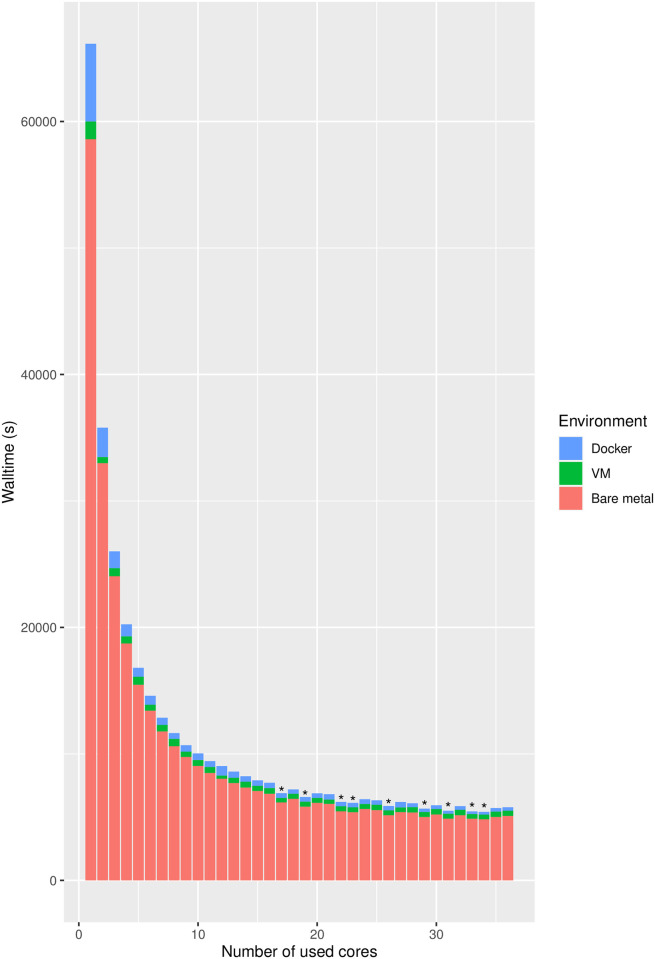 60000
40000
20000
0
Walltime (s)
* * * * * * * * *
0 10 20 30
Number of used cores
Environment
Docker
VM
Bare metal